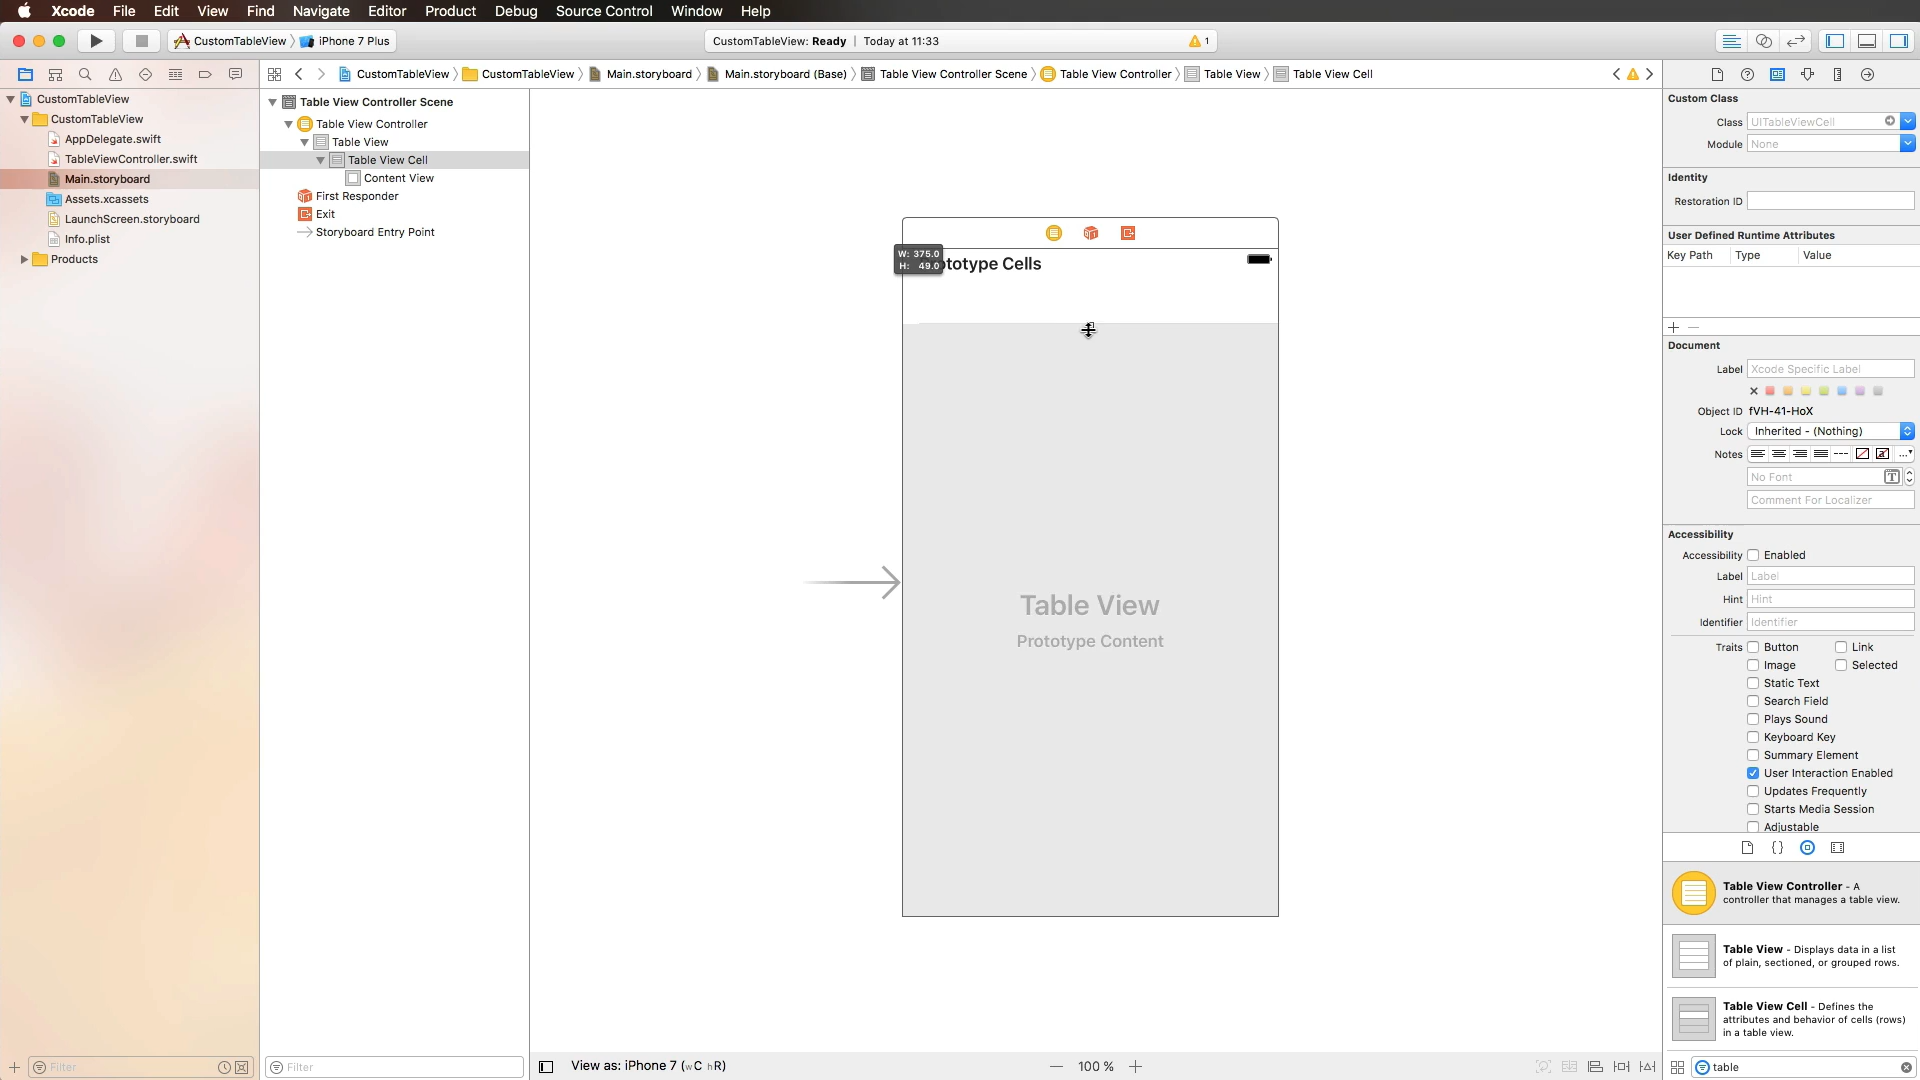 Xcode File Edit View Find Navigate Editor Product Debug Source Control Window Help
CustomTableView iPhone 7 Plus
CustomTableView: Ready | Today at 11:33
1
CustomTableView CustomTableView Main.storyboard Main.storyboard (Base) Table View Controller Scene Table View Controller Table View Table View Cell
CustomTableView
CustomTableView
AppDelegate.swift
TableViewController.swift
Main.storyboard
Assets.xcassets
LaunchScreen.storyboard
Info.plist
Products
Filter
Table View Controller Scene
Table View Controller
Table View
Table View Cell
Content View
First Responder
Exit
Storyboard Entry Point
Filter
W: 375.0
H: 49.0
ototype Cells
Table View
Prototype Content
View as: iPhone 7 (wC hR)
100 %
Custom Class
Class UITableViewCell
Module None
Identity
Restoration ID
User Defined Runtime Attributes
Key Path Type Value
Document
Label Xcode Specific Label
Object ID fVH-41-HoX
Lock Inherited - (Nothing)
Notes
No Font
Comment For Localizer
Accessibility
Accessibility Enabled
Label Label
Hint Hint
Identifier Identifier
Traits Button Link
Image Selected
Static Text
Search Field
Plays Sound
Keyboard Key
Summary Element
User Interaction Enabled
Updates Frequently
Starts Media Session
Adjustable
Table View Controller - A
controller that manages a table view.
Table View - Displays data in a list
of plain, sectioned, or grouped rows.
Table View Cell - Defines the
attributes and behavior of cells (rows)
in a table view.
table